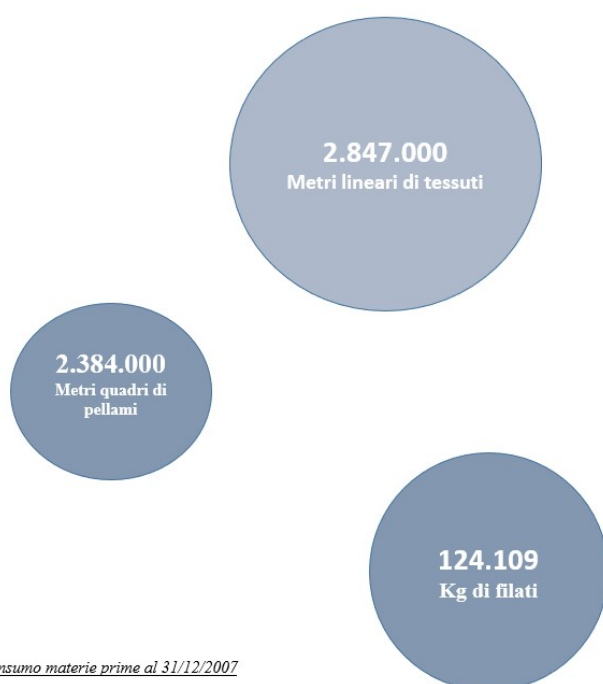 2.847.000
Metri lineari di tessuti
2.384.000
Metri quadri di
pellami
124.109
Kg di filati
nsumo materie prime al 31/12/2007